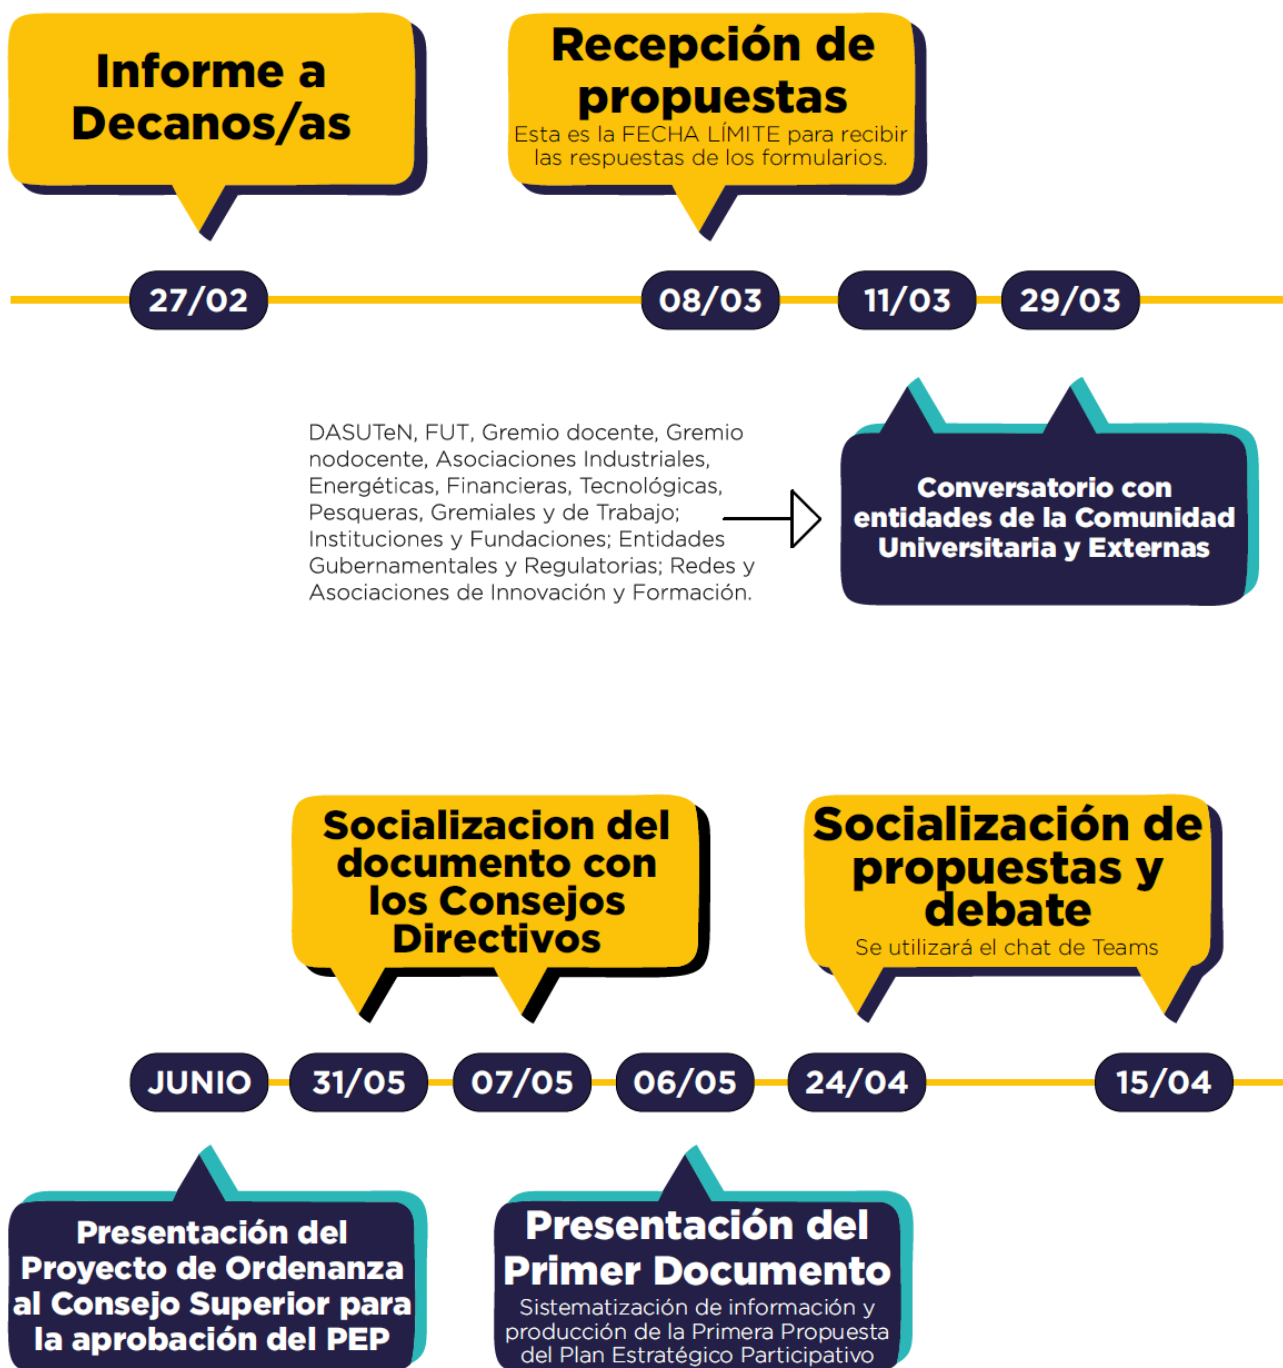 Informe a
Decanos/as
Recepción de
propuestas
Esta es la FECHA LÍMITE para recibir
las respuestas de los formularios.
27/02
08/03
11/03
29/03
DASUTeN, FUT, Gremio docente, Gremio
nodocente, Asociaciones Industriales,
Energéticas, Financieras, Tecnológicas,
Pesqueras, Gremiales y de Trabajo;
Instituciones y Fundaciones; Entidades
Gubernamentales y Regulatorias; Redes y
Asociaciones de Innovación y Formación.
Conversatorio con
entidades de la Comunidad
Universitaria y Externas
Socializacion del
documento con
los Consejos
Directivos
Socialización de
propuestas y
debate
Se utilizará el chat de Teams
JUNIO
31/05
07/05
06/05
24/04
15/04
Presentación del
Proyecto de Ordenanza
al Consejo Superior para
la aprobación del PEP
Presentación del
Primer Documento
Sistematización de información y
producción de la Primera Propuesta
del Plan Estratégico Participativo